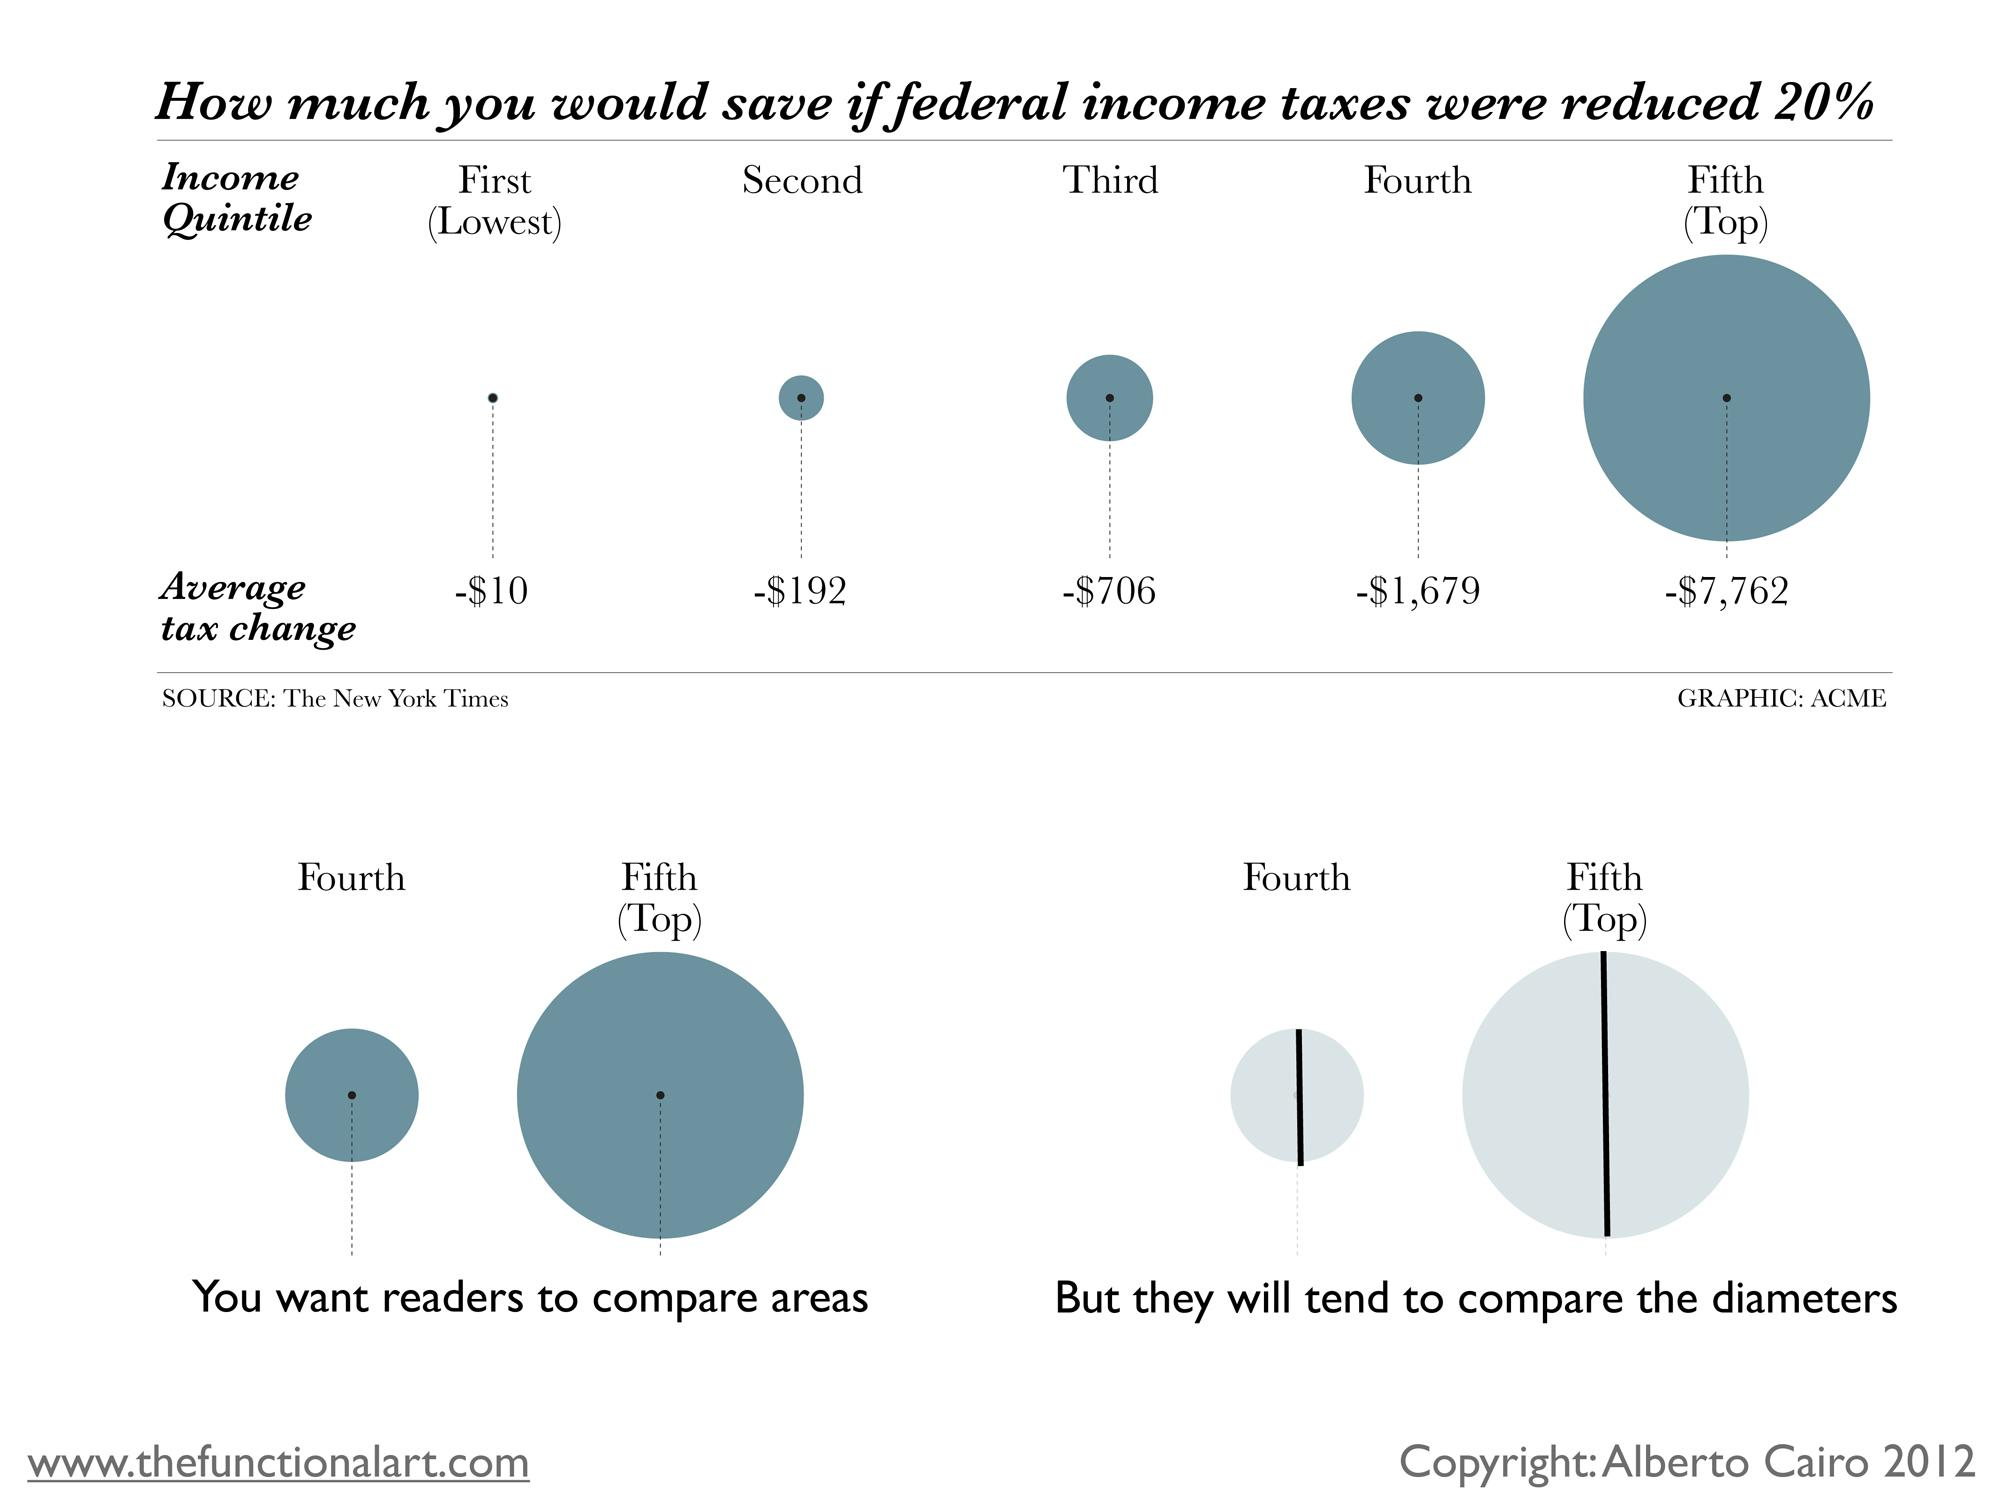 How much you would save if federal income taxes were reduced 20%
Income
Quintile
First
(Lowest)
Second
Third
Fourth
Fifth
(Top)
Average
tax change
-$10
-$192
-$706
-$1,679
-$7,762
SOURCE: The New York Times
GRAPHIC: ACME
Fourth
Fifth
(Top)
You want readers to compare areas
Fourth
Fifth
(Top)
But they will tend to compare the diameters
www.thefunctionalart.com
Copyright: Alberto Cairo 2012